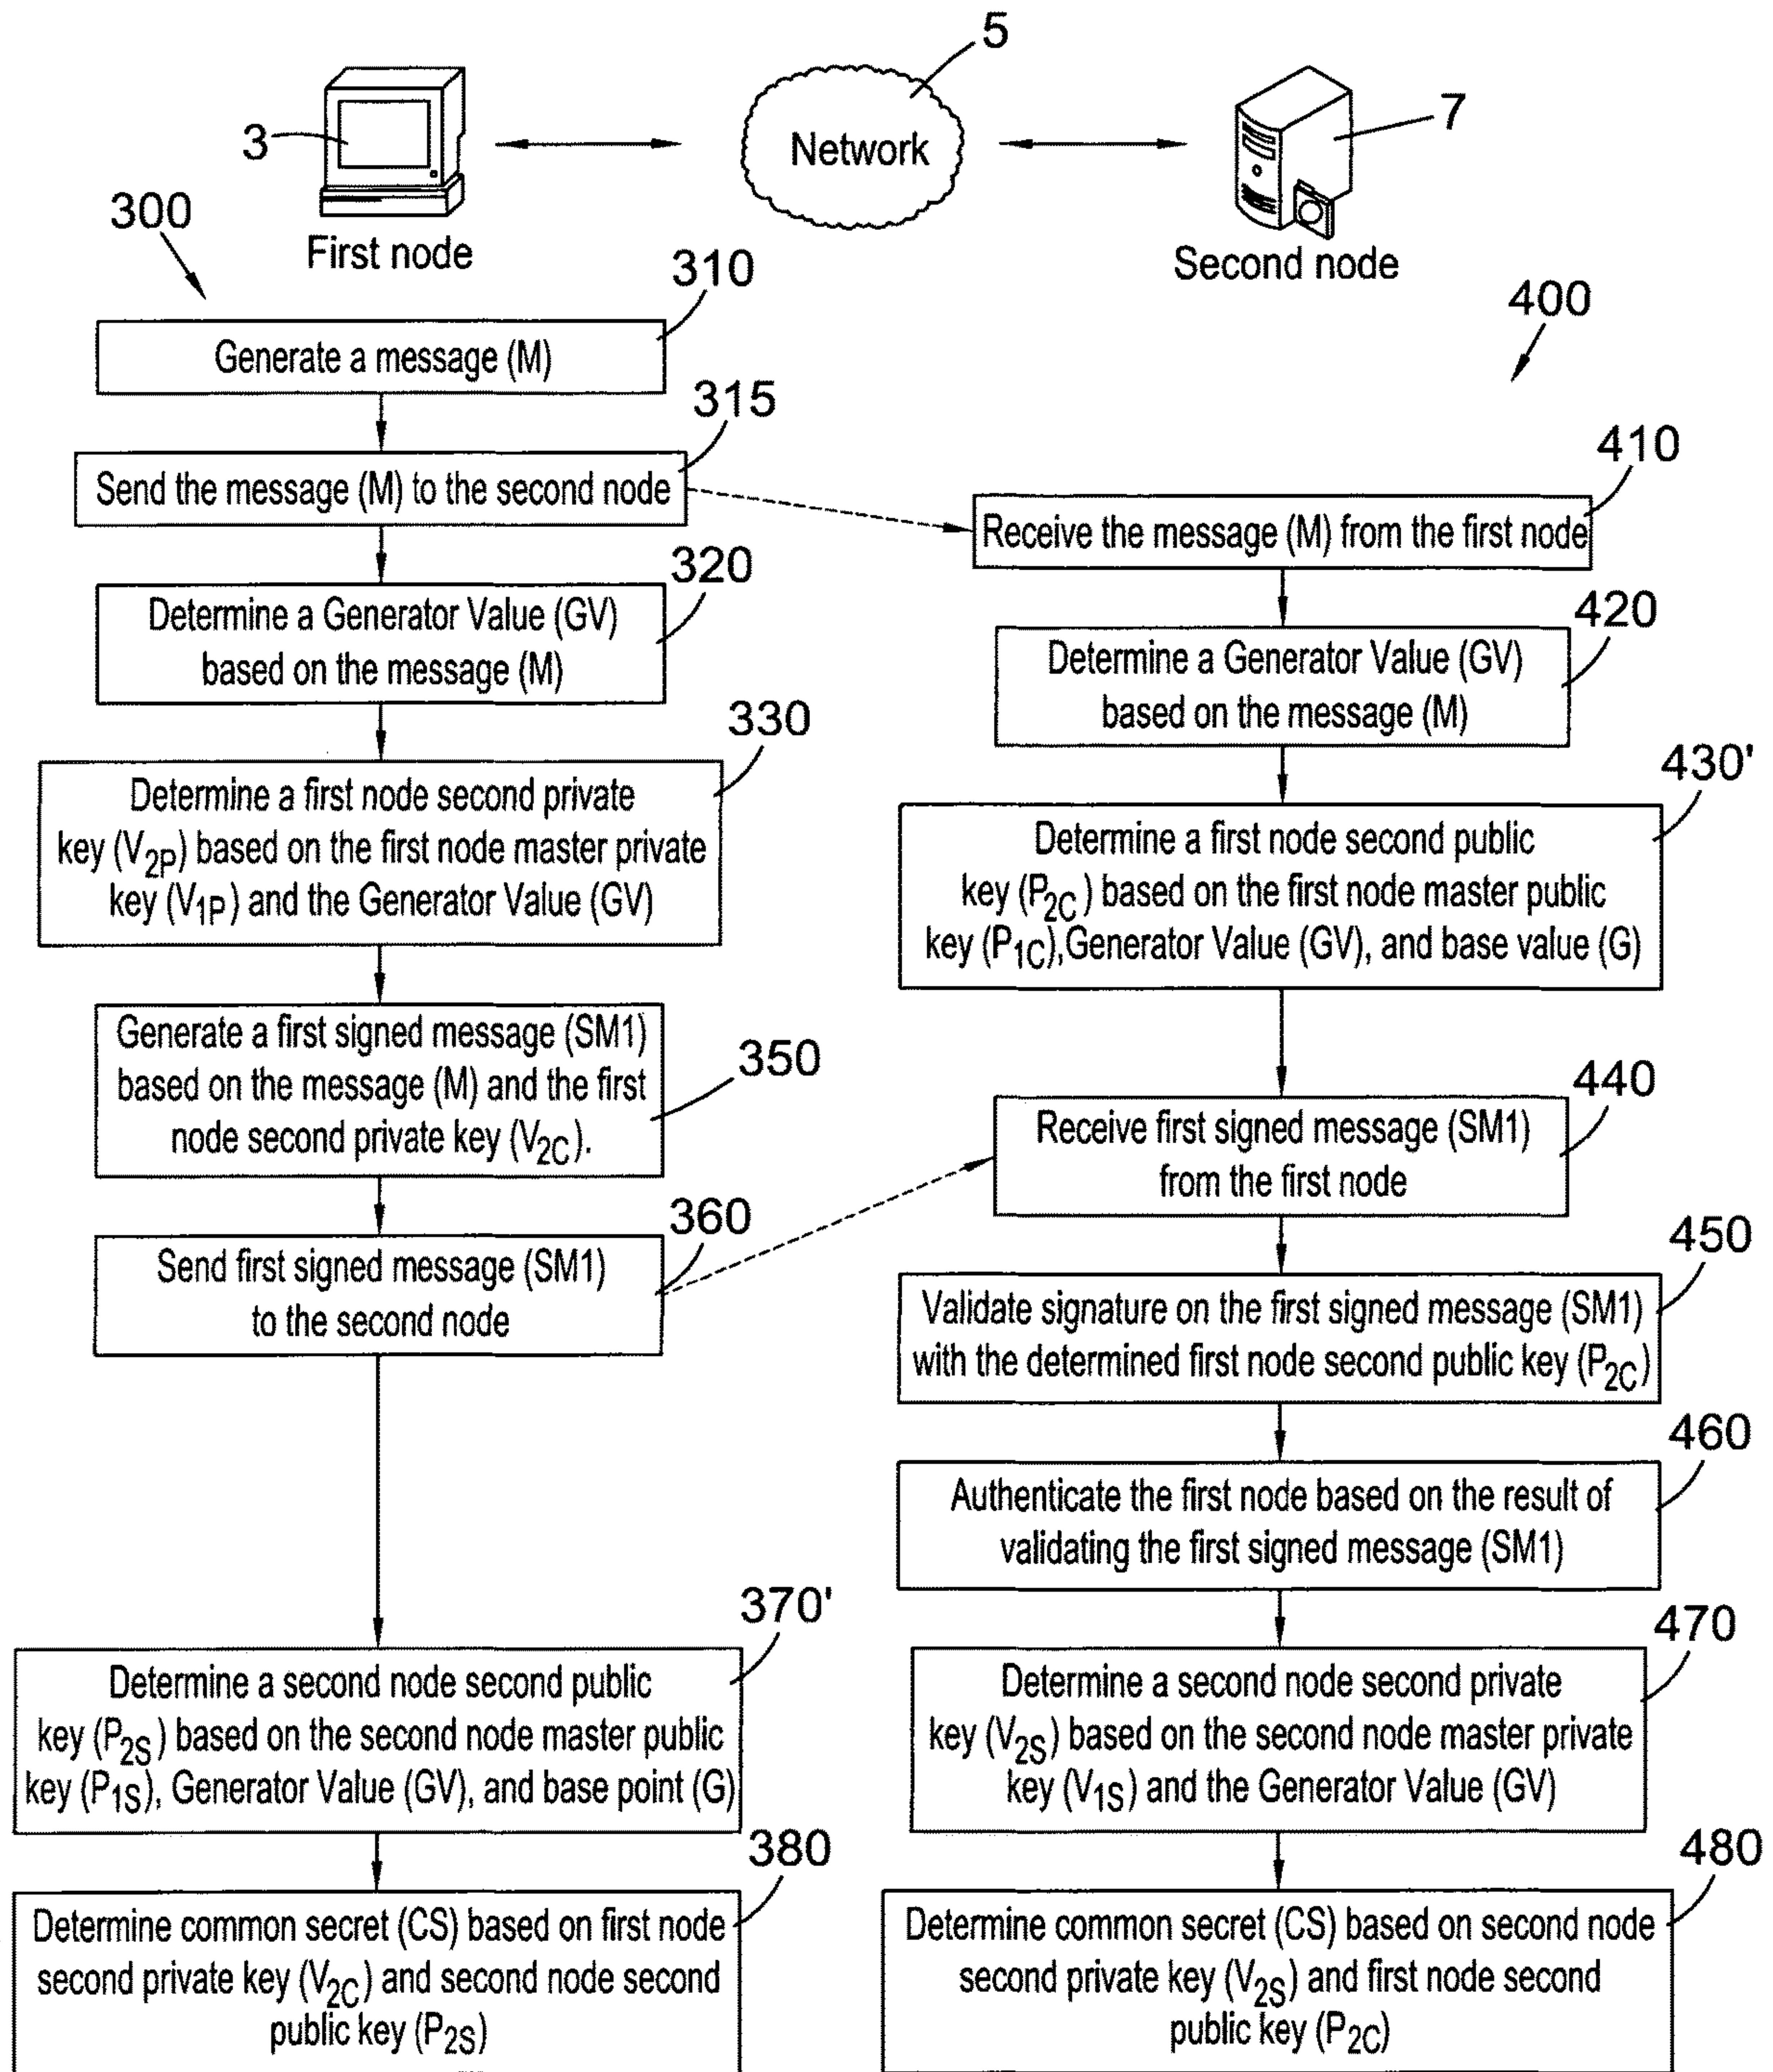 5
3
Network
7
300
First node
Second node
310
400
Generate a message (M)
315
Send the message (M) to the second node
410
Receive the message (M) from the first node
320
Determine a Generator Value (GV)
based on the message (M)
420
Determine a Generator Value (GV)
based on the message (M)
330
Determine a first node second private
key (V2P) based on the first node master private
key (V1P) and the Generator Value (GV)
430'
Determine a first node second public
key (P2C) based on the first node master public
key (P1C),Generator Value (GV), and base value (G)
350
Generate a first signed message (SM1)
based on the message (M) and the first
node second private key (V2C).
440
Receive first signed message (SM1)
from the first node
360
Send first signed message (SM1)
to the second node
450
Validate signature on the first signed message (SM1)
with the determined first node second public key (P2C)
460
Authenticate the first node based on the result of
validating the first signed message (SM1)
370'
Determine a second node second public
key (P2S) based on the second node master public
key (P1S), Generator Value (GV), and base point (G)
470
Determine a second node second private
key (V2S) based on the second node master private
key (V1S) and the Generator Value (GV)
380
Determine common secret (CS) based on first node
second private key (V2C) and second node second
public key (P2S)
480
Determine common secret (CS) based on second node
second private key (V2S) and first node second
public key (P2C)